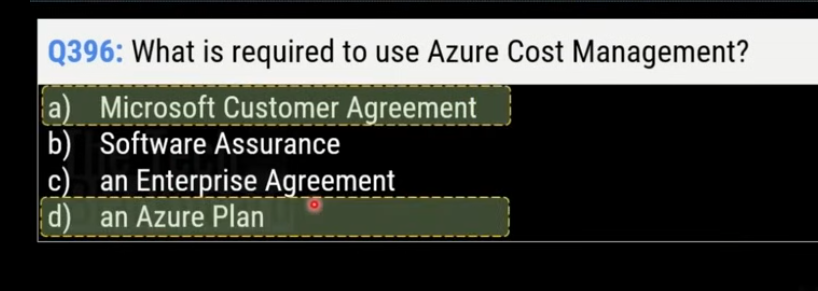 Q396: What is required to use Azure Cost Management?
a) Microsoft Customer Agreement
b) Software Assurance
c) an Enterprise Agreement
d) an Azure Plan